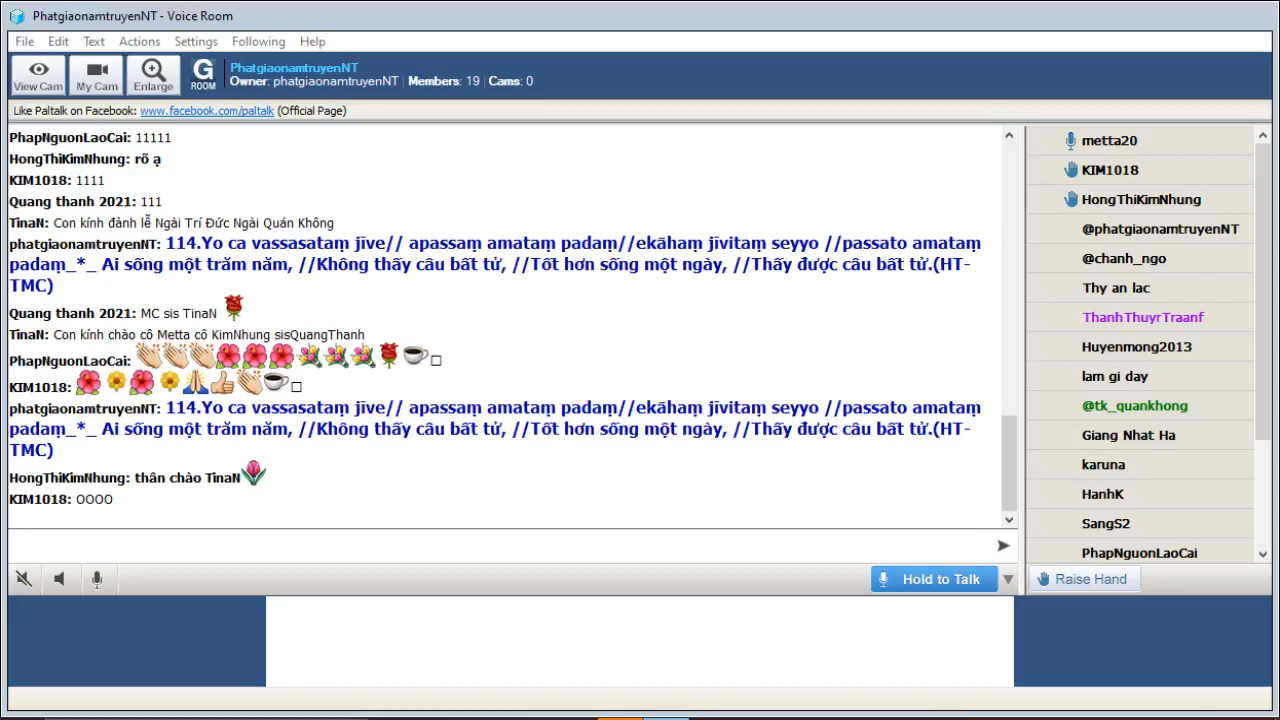 PhatgiaonamtruyenNT - Voice Room
File Edit Text Actions Settings Following Help
View Cam My Cam Enlarge G ROOM
PhatgiaonamtruyenNT
Owner: phatgiaonamtruyenNT | Members: 19 | Cams: 0
Like Paltalk on Facebook: www.facebook.com/paltalk (Official Page)
PhapNguonLaoCai: 11111
HongThiKimNhung: rõ ạ
KIM1018: 1111
Quang thanh 2021: 111
TinaN: Con kính đảnh lễ Ngài Trí Đức Ngài Quán Không
phatgiaonamtruyenNT: 114.Yo ca vassasataṃ jīve// apassaṃ amataṃ padaṃ//ekāhaṃ jīvitaṃ seyyo //passato amataṃ
padaṃ_*_ Ai sống một trăm năm, //Không thấy câu bất tử, //Tốt hơn sống một ngày, //Thấy được câu bất tử.(HT-
TMC)
Quang thanh 2021: MC sis TinaN
TinaN: Con kính chào cô Metta cô KimNhung sisQuangThanh
PhapNguonLaoCai:
KIM1018:
phatgiaonamtruyenNT: 114.Yo ca vassasataṃ jīve// apassaṃ amataṃ padaṃ//ekāhaṃ jīvitaṃ seyyo //passato amataṃ
padaṃ_*_ Ai sống một trăm năm, //Không thấy câu bất tử, //Tốt hơn sống một ngày, //Thấy được câu bất tử.(HT-
TMC)
HongThiKimNhung: thân chào TinaN
KIM1018: OOOO
metta20
KIM1018
HongThiKimNhung
@phatgiaonamtruyenNT
@chanh_ngo
Thy an lac
ThanhThuyrTraanf
Huyenmong2013
lam gi day
@tk_quankhong
Giang Nhat Ha
karuna
HanhK
SangS2
PhapNguonLaoCai
Hold to Talk
Raise Hand